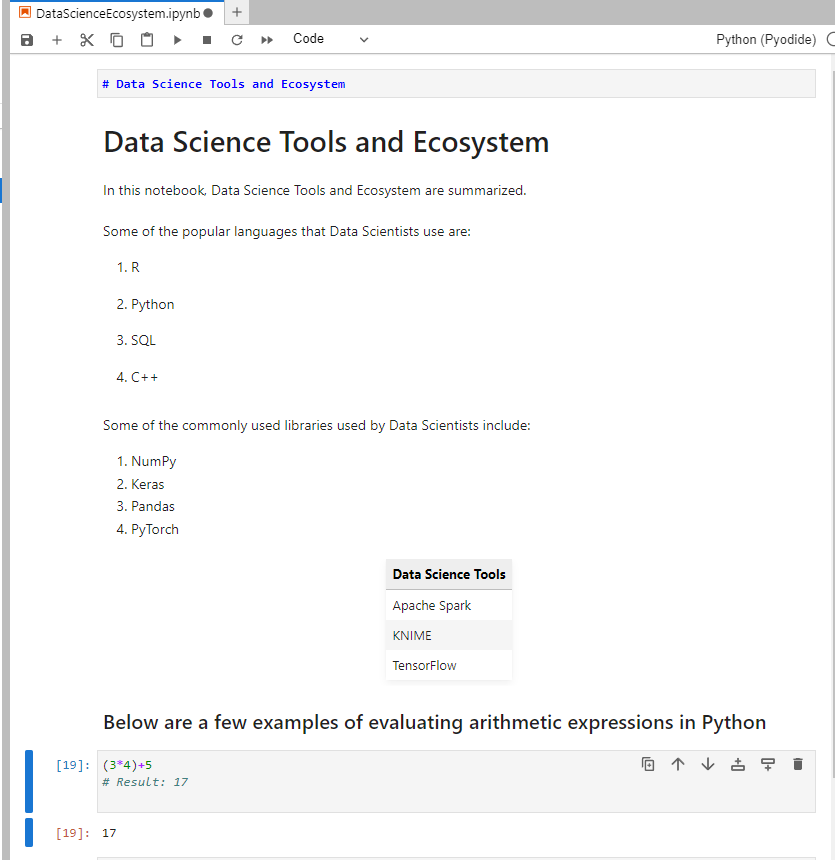 DataScienceEcosystem.ipynb
Code
Python (Pyodide)
# Data Science Tools and Ecosystem
Data Science Tools and Ecosystem
In this notebook, Data Science Tools and Ecosystem are summarized.
Some of the popular languages that Data Scientists use are:
1. R
2. Python
3. SQL
4. C++
Some of the commonly used libraries used by Data Scientists include:
1. NumPy
2. Keras
3. Pandas
4. PyTorch
Data Science Tools
Apache Spark
KNIME
TensorFlow
Below are a few examples of evaluating arithmetic expressions in Python
[19]: (3*4)+5
# Result: 17
[19]: 17